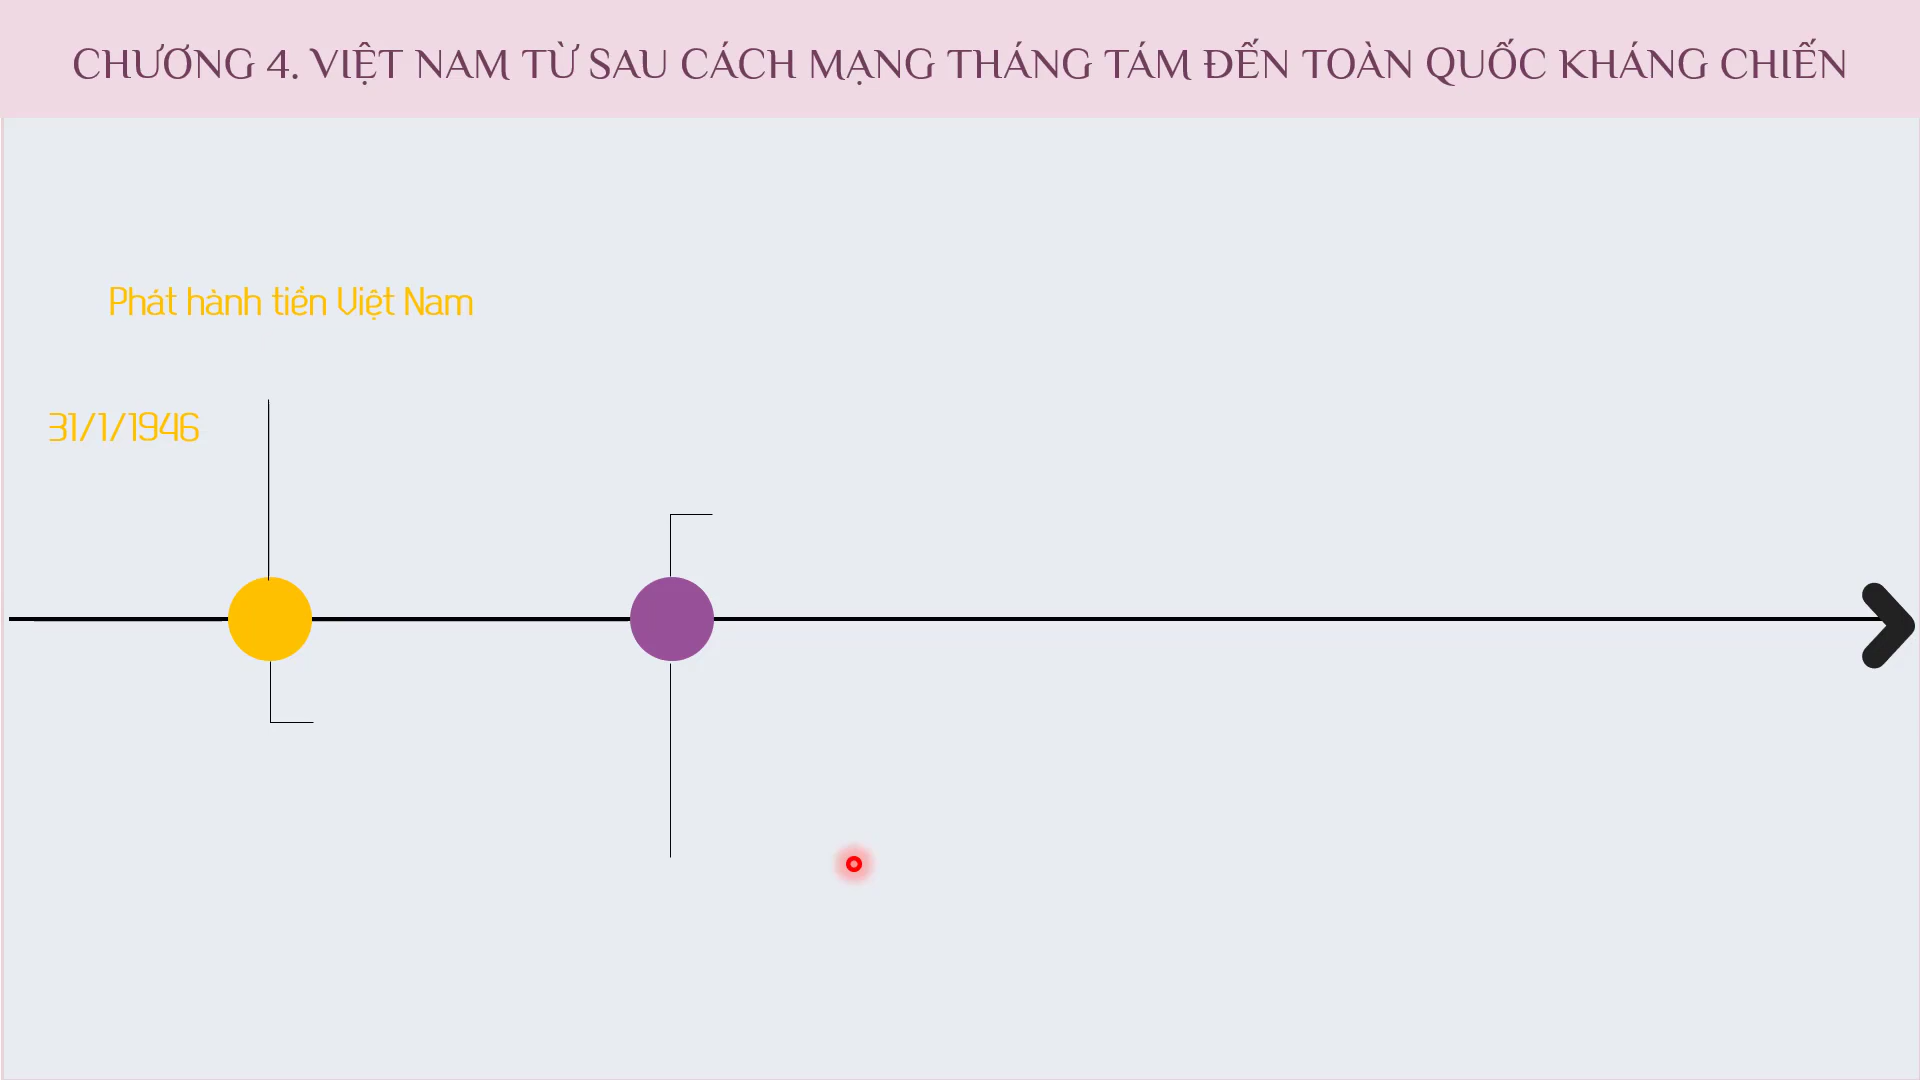 CHƯƠNG 4. VIỆT NAM TỪ SAU CÁCH MẠNG THÁNG TÁM ĐẾN TOÀN QUỐC KHÁNG CHIẾN
Phát hành tiền Việt Nam
31/1/1946